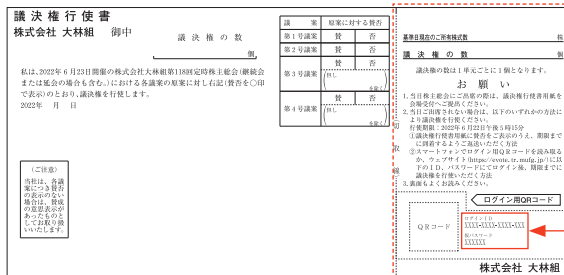 議決権行使書
株式会社 大林組 御中
議決権の数
個
私は、2022年6月23日開催の株式会社大林組第118回定時株主総会(継続会
または延会の場合も含む。)における各議案の原案に対し右記(賛否を○印
で表示)のとおり、議決権を行使します。
2022年 月 日
(ご注意)
当社は、各議
案につき賛否
の表示のない
場合は、賛成
の意思表示が
あったものと
してお取り扱
いいたします。
議案 原案に対する賛否
第1号議案 賛 否
第2号議案 賛 否
第3号議案 賛 否
(但し を除く)
第4号議案 賛 否
(但し を除く)
切取線
基準日現在のご所有株式数 株
議決権の数 個
議決権の数は1単元ごとに1個となります。
お願い
1. 当日株主総会にご出席の際は、議決権行使書用紙を
会場受付へご提出ください。
2. 当日ご出席されない場合は、以下のいずれかの方法に
より議決権を行使ください。
行使期限:2022年6月22日午後5時15分
①議決権行使書用紙に賛否をご表示のうえ、期限まで
に到着するようご返送いただく方法
②スマートフォンでログイン用QRコードを読み取る
か、ウェブサイト(https://evote.tr.mufg.jp/)に以
下のID、パスワードにてログイン後、期限までに
議決権を行使いただく方法
3. 裏面もよくお読みください。
ログイン用QRコード
QRコード
ログインID
XXXX-XXXX-XXXX-XXX
仮パスワード
XXXXXX
株式会社 大林組